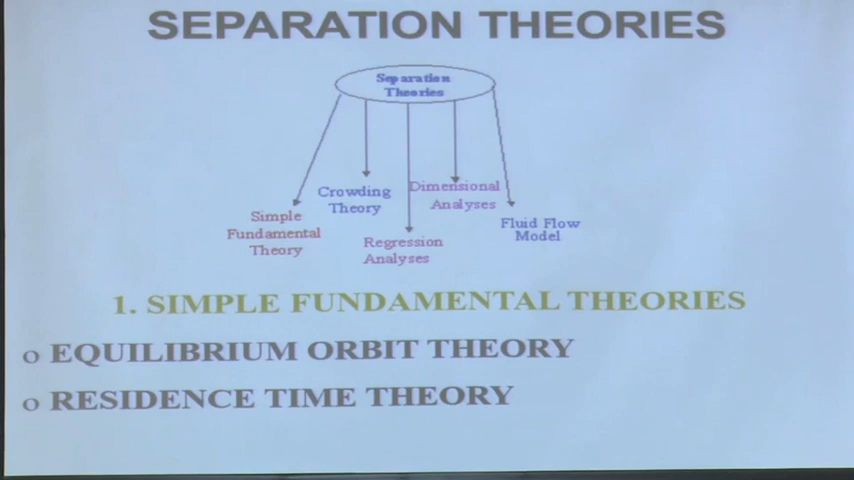 SEPARATION THEORIES
Separation
Theories
Simple
Fundamental
Theory
Crowding
Theory
Regression
Analyses
Dimensional
Analyses
Fluid Flow
Model
1. SIMPLE FUNDAMENTAL THEORIES
o EQUILIBRIUM ORBIT THEORY
o RESIDENCE TIME THEORY